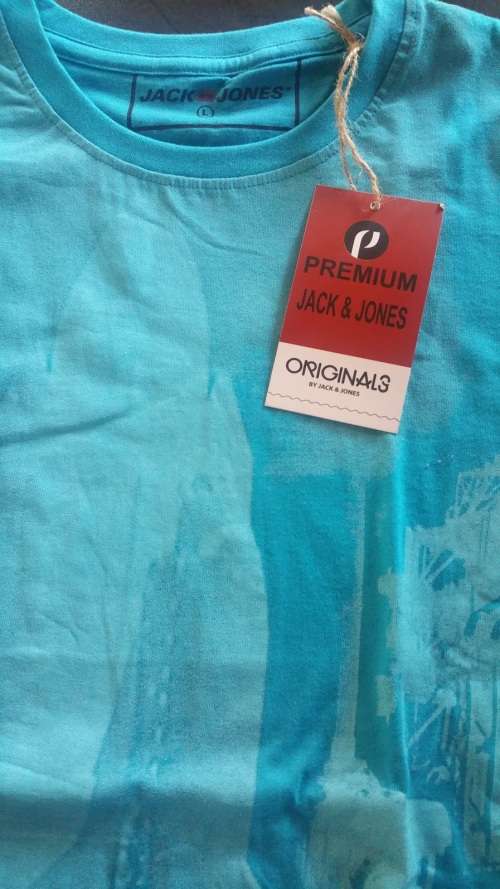 JACK & JONES®
L
P
PREMIUM
JACK & JONES
ORIGINALS
BY JACK & JONES